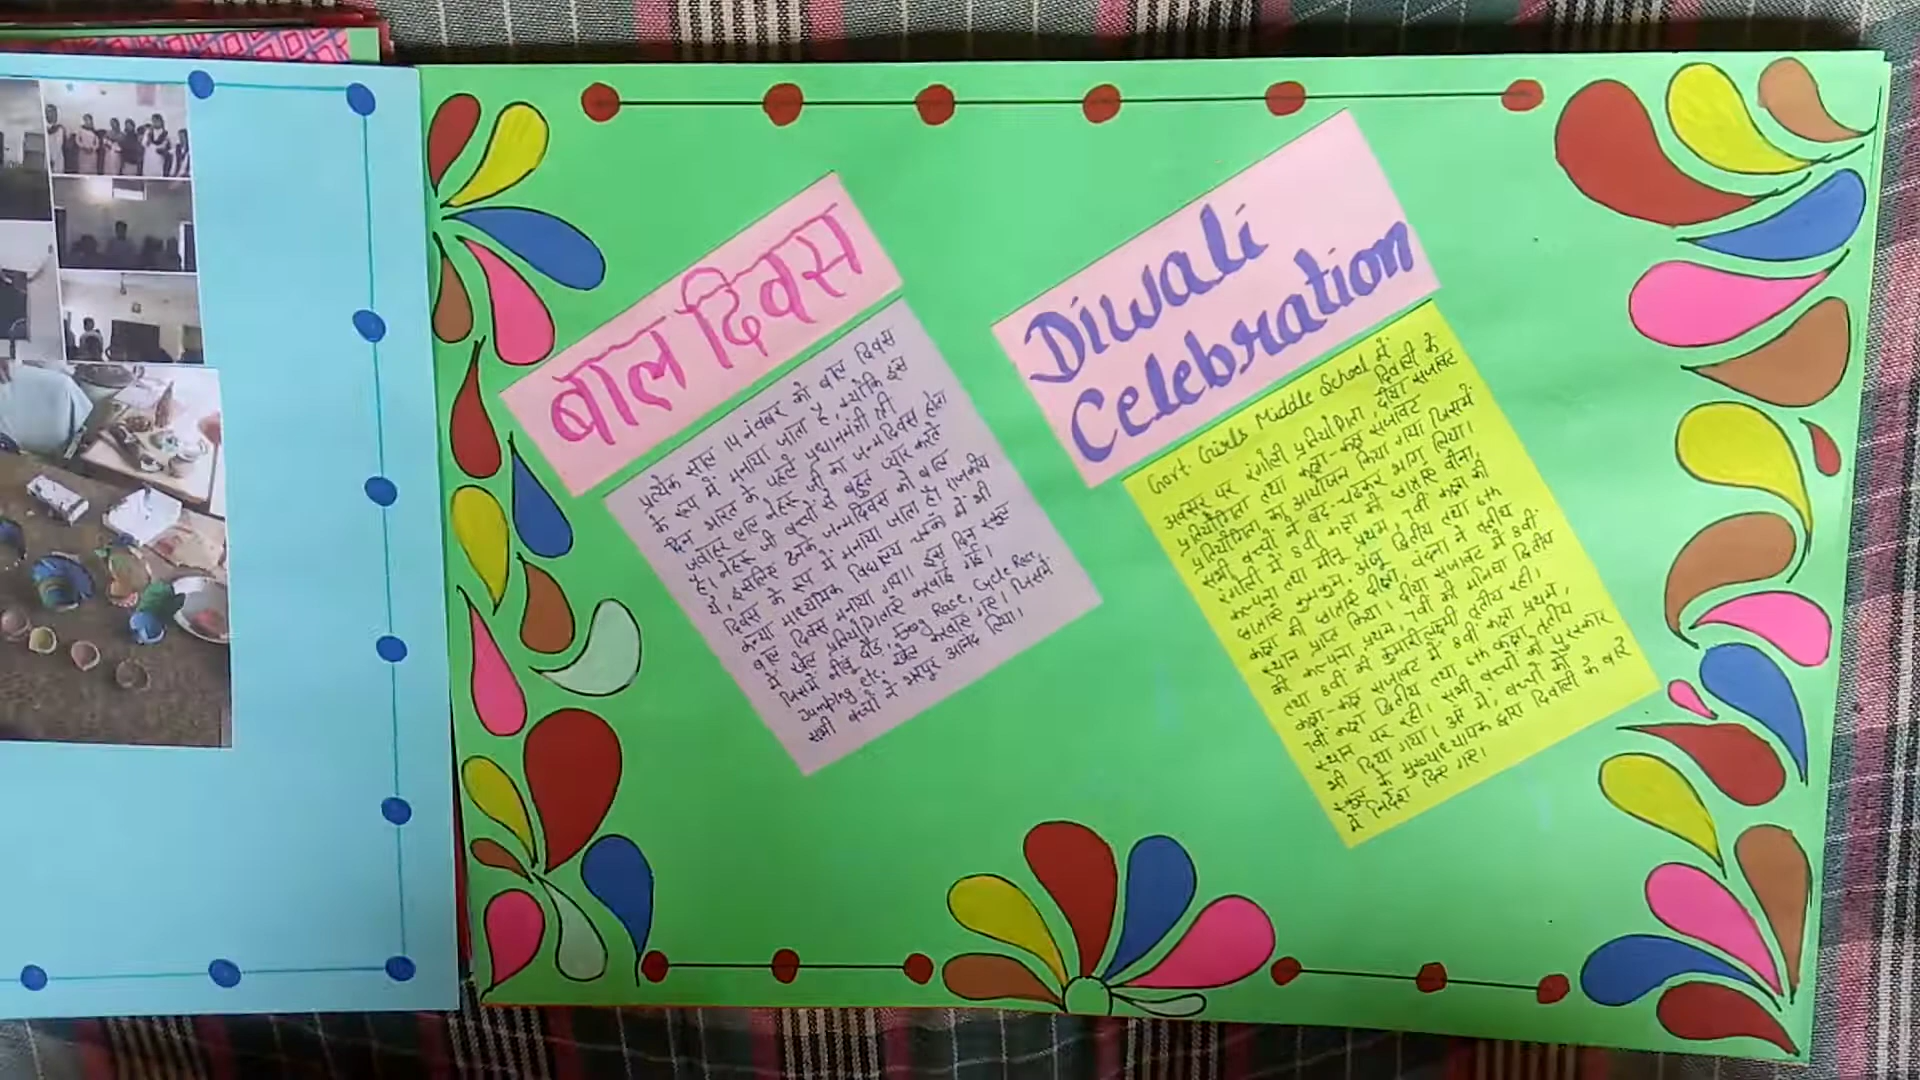 बाल दिवस
प्रत्येक साल 14 नवंबर को बाल दिवस
के रूप में मनाया जाता है, क्योंकि इस
दिन भारत के पहले प्रधानमंत्री श्री
जवाहर लाल नेहरू जी का जन्मदिवस होता
है। नेहरू जी बच्चों से बहुत प्यार करते
थे, इसलिए उनके जन्मदिवस को बाल
दिवस के रूप में मनाया जाता है। राजकीय
कन्या माध्यमिक विद्यालय में भी
बाल दिवस मनाया गया। इस दिन स्कूल
में खेल प्रतियोगिताएं करवाई गई।
जिसमें नींबू दौड़, Frog Race, Cycle Race,
Jumping etc. खेल करवाए गए। जिसमें
सभी बच्चों ने भरपूर आनंद लिया।
Diwali
Celebration
Govt. Girls Middle School में दिवाली के
अवसर पर रंगोली प्रतियोगिता, दीया सजावट
प्रतियोगिता तथा कक्षा-कक्ष सजावट
प्रतियोगिता का आयोजन किया गया जिसमें
सभी बच्चों ने बढ़-चढ़कर भाग लिया।
रंगोली में 8वीं कक्षा की छात्राएं वीना,
कल्पना तथा मीनू प्रथम, 7वीं कक्षा की
छात्राएं कुमकुम, अंजू द्वितीय तथा 6th
कक्षा की छात्राएं दीक्षा, वंदना ने तृतीय
स्थान प्राप्त किया। दीया सजावट में 8वीं
की कल्पना प्रथम, 7वीं की मनिषा द्वितीय
तथा 8वीं की कुमारी लक्ष्मी तृतीय रही।
कक्षा-कक्ष सजावट में 8वीं कक्षा प्रथम,
7वीं कक्षा द्वितीय तथा 6th कक्षा तृतीय
स्थान पर रही। सभी बच्चों को पुरस्कार
भी दिया गया। अंत में, बच्चों को
स्कूल के मुख्याध्यापक द्वारा दिवाली के बारे
में निर्देश दिए गए।